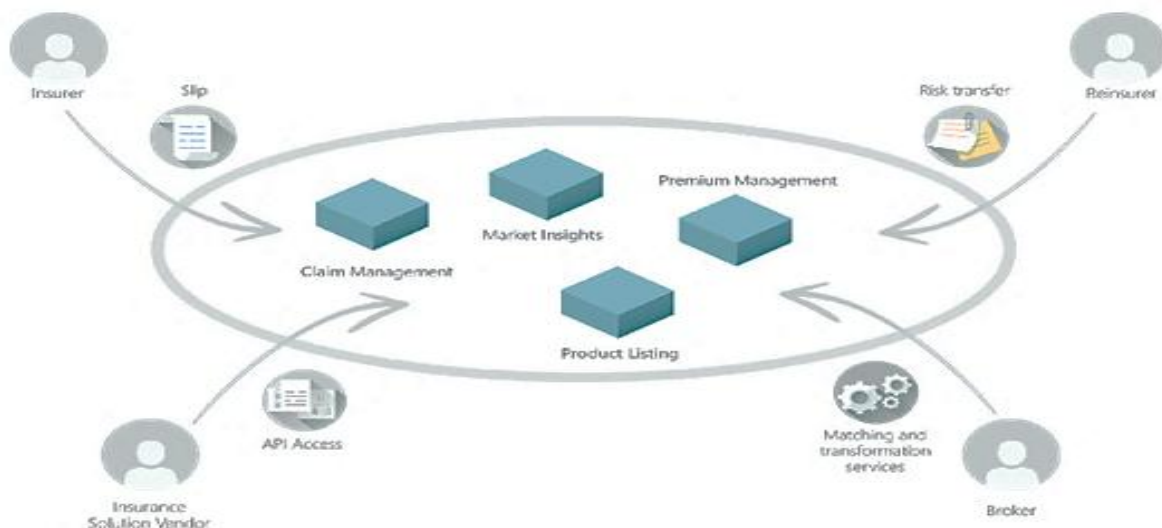 Insurer
Slip
Risk transfer
Reinsurer
Premium Management
Market Insights
Claim Management
Product Listing
API Access
Matching and
transformation
services
Insurance
Solution Vendor
Broker